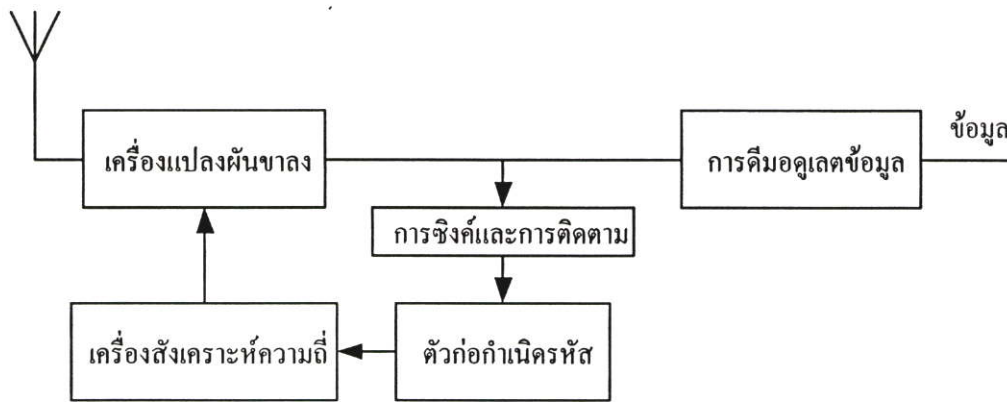 ข้อมูล
เครื่องแปลงผันขาลง
การดีมอดูเลตข้อมูล
การซิงค์และการติดตาม
เครื่องสังเคราะห์ความถี่
ตัวก่อกำเนิดรหัส